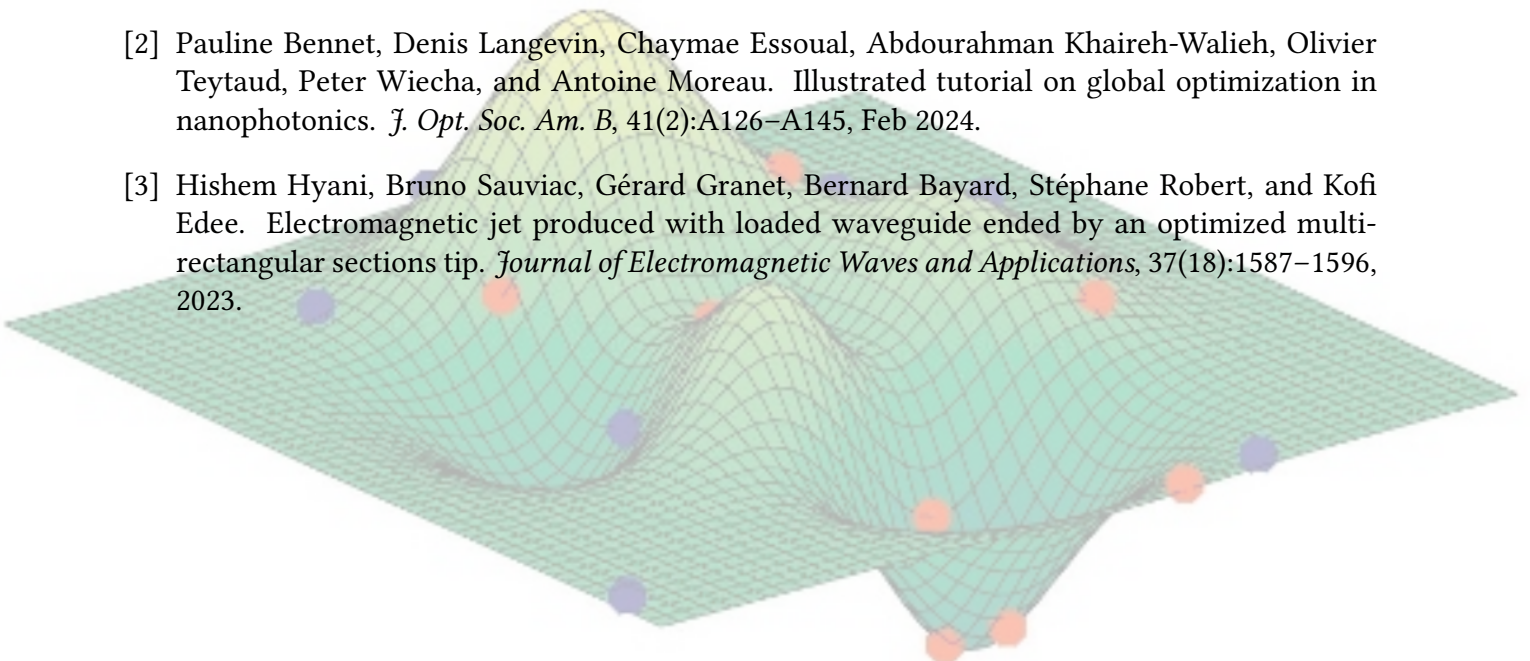 [2] Pauline Bennet, Denis Langevin, Chaymae Essoual, Abdourahman Khaireh-Walieh, Olivier
Teytaud, Peter Wiecha, and Antoine Moreau. Illustrated tutorial on global optimization in
nanophotonics. J. Opt. Soc. Am. B, 41(2):A126–A145, Feb 2024.
[3] Hishem Hyani, Bruno Sauviac, Gérard Granet, Bernard Bayard, Stéphane Robert, and Kofi
Edee. Electromagnetic jet produced with loaded waveguide ended by an optimized multi-
rectangular sections tip. Journal of Electromagnetic Waves and Applications, 37(18):1587–1596,
2023.